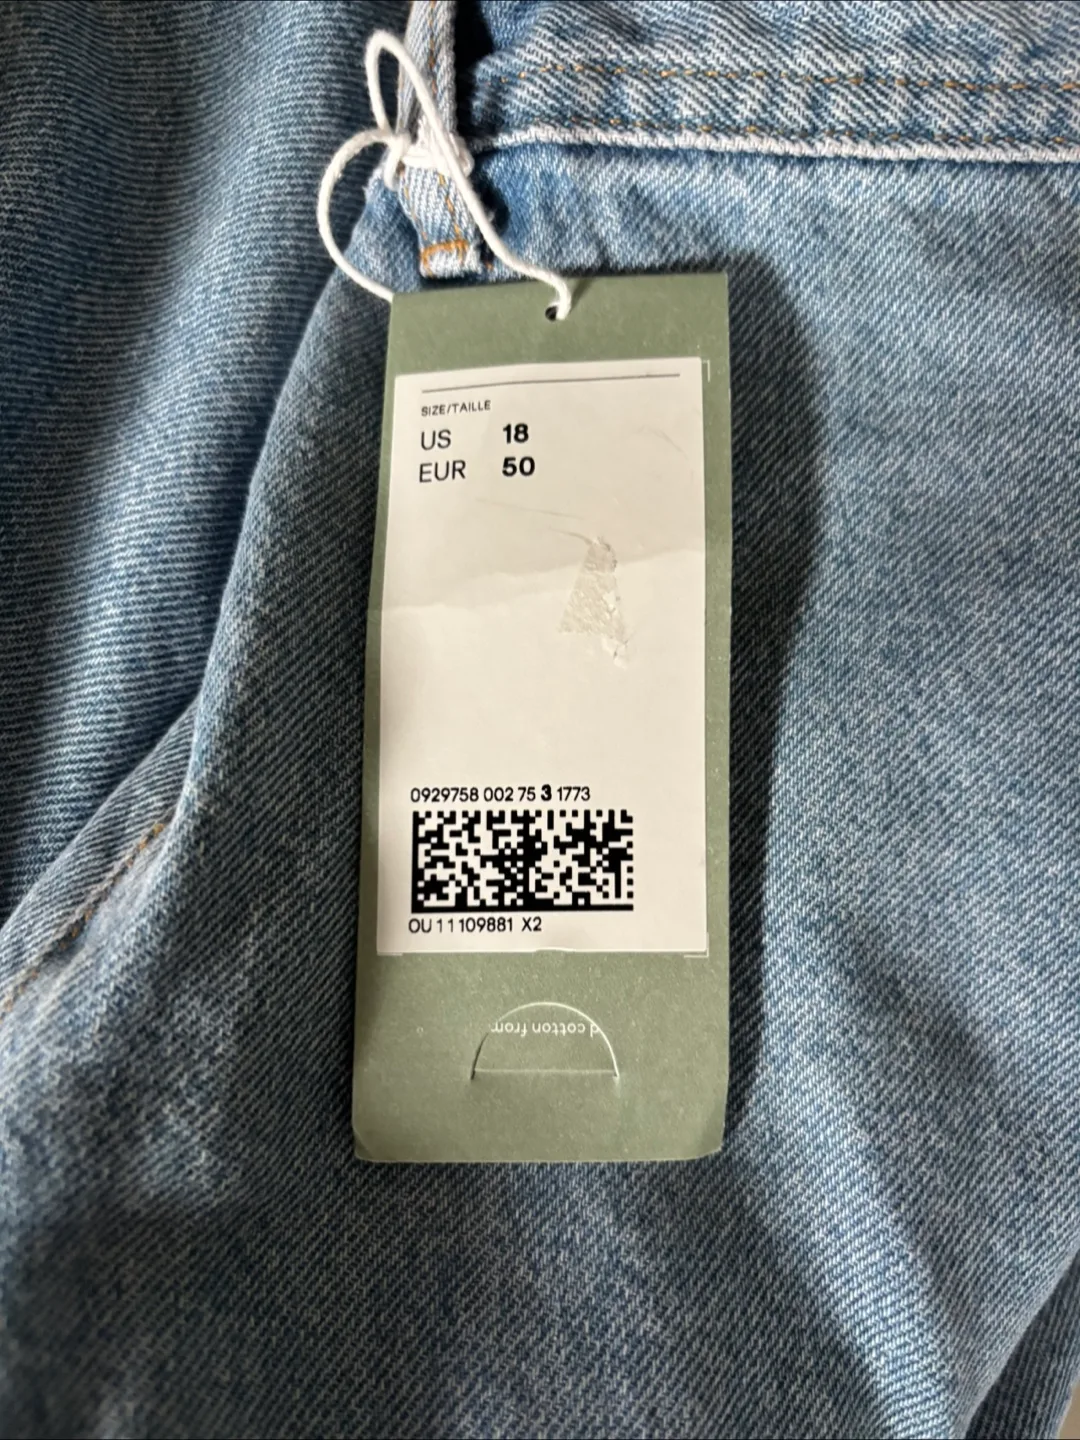 SIZE/TAILLE
US 18
EUR 50
0929758 002 75 3 1773
OU 11109881 X2
d cotton from